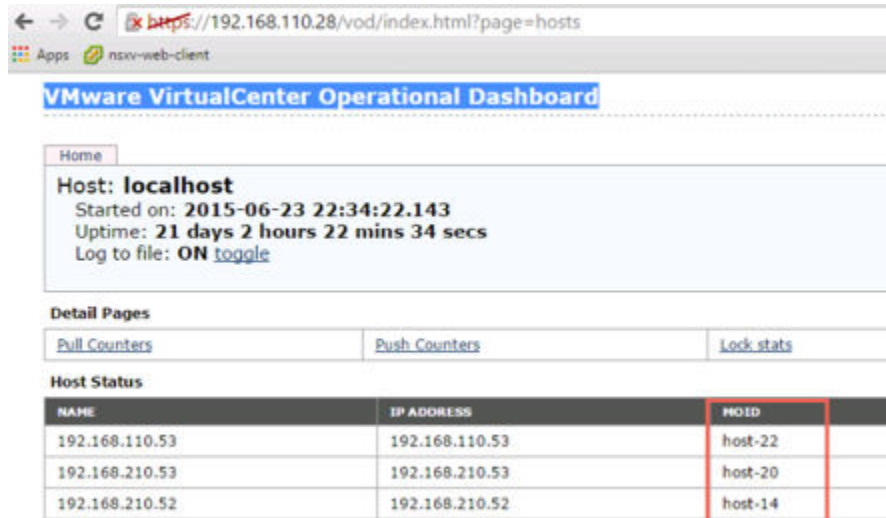 https://192.168.110.28/vod/index.html?page=hosts
Apps nsxv-web-client
VMware VirtualCenter Operational Dashboard
Home
Host: localhost
Started on: 2015-06-23 22:34:22.143
Uptime: 21 days 2 hours 22 mins 34 secs
Log to file: ON toggle
Detail Pages
Pull Counters Push Counters Lock stats
Host Status
NAME IP ADDRESS MOID
192.168.110.53 192.168.110.53 host-22
192.168.210.53 192.168.210.53 host-20
192.168.210.52 192.168.210.52 host-14